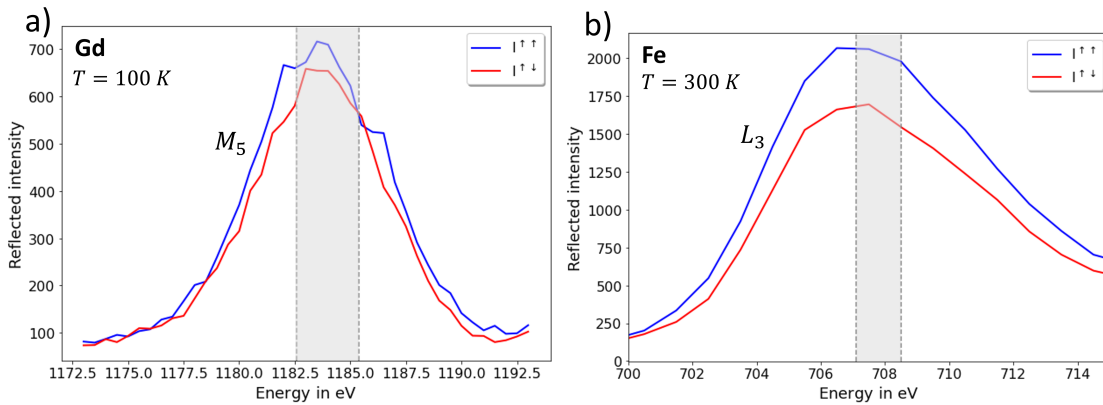 a)
Gd
T = 100 K
M₅
I↑↑
I↑↓
Reflected intensity
700
600
500
400
300
200
100
1172.5 1175.0 1177.5 1180.0 1182.5 1185.0 1187.5 1190.0 1192.5
Energy in eV
b)
Fe
T = 300 K
L₃
I↑↑
I↑↓
Reflected intensity
2000
1750
1500
1250
1000
750
500
250
0
700 702 704 706 708 710 712 714
Energy in eV